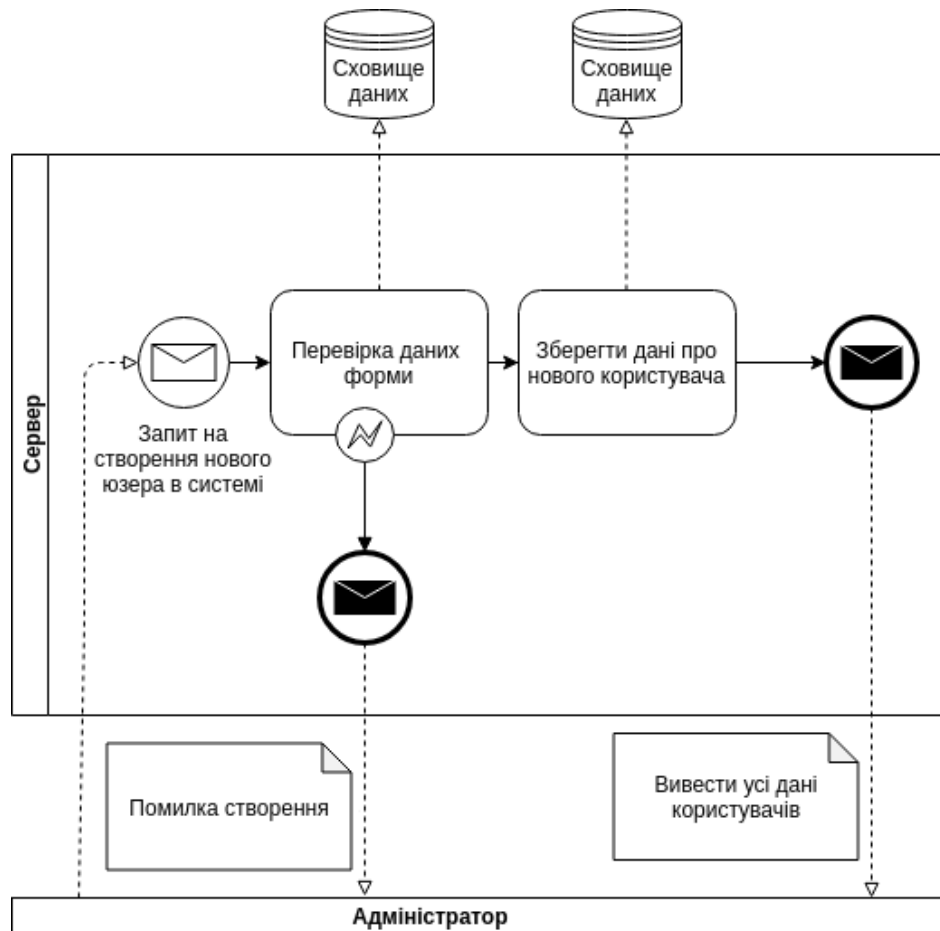 Сховище
даних
Сховище
даних
Сервер
Перевірка даних
форми
Зберегти дані про
нового користувача
Запит на
створення нового
юзера в системі
Помилка створення
Вивести усі дані
користувачів
Адміністратор